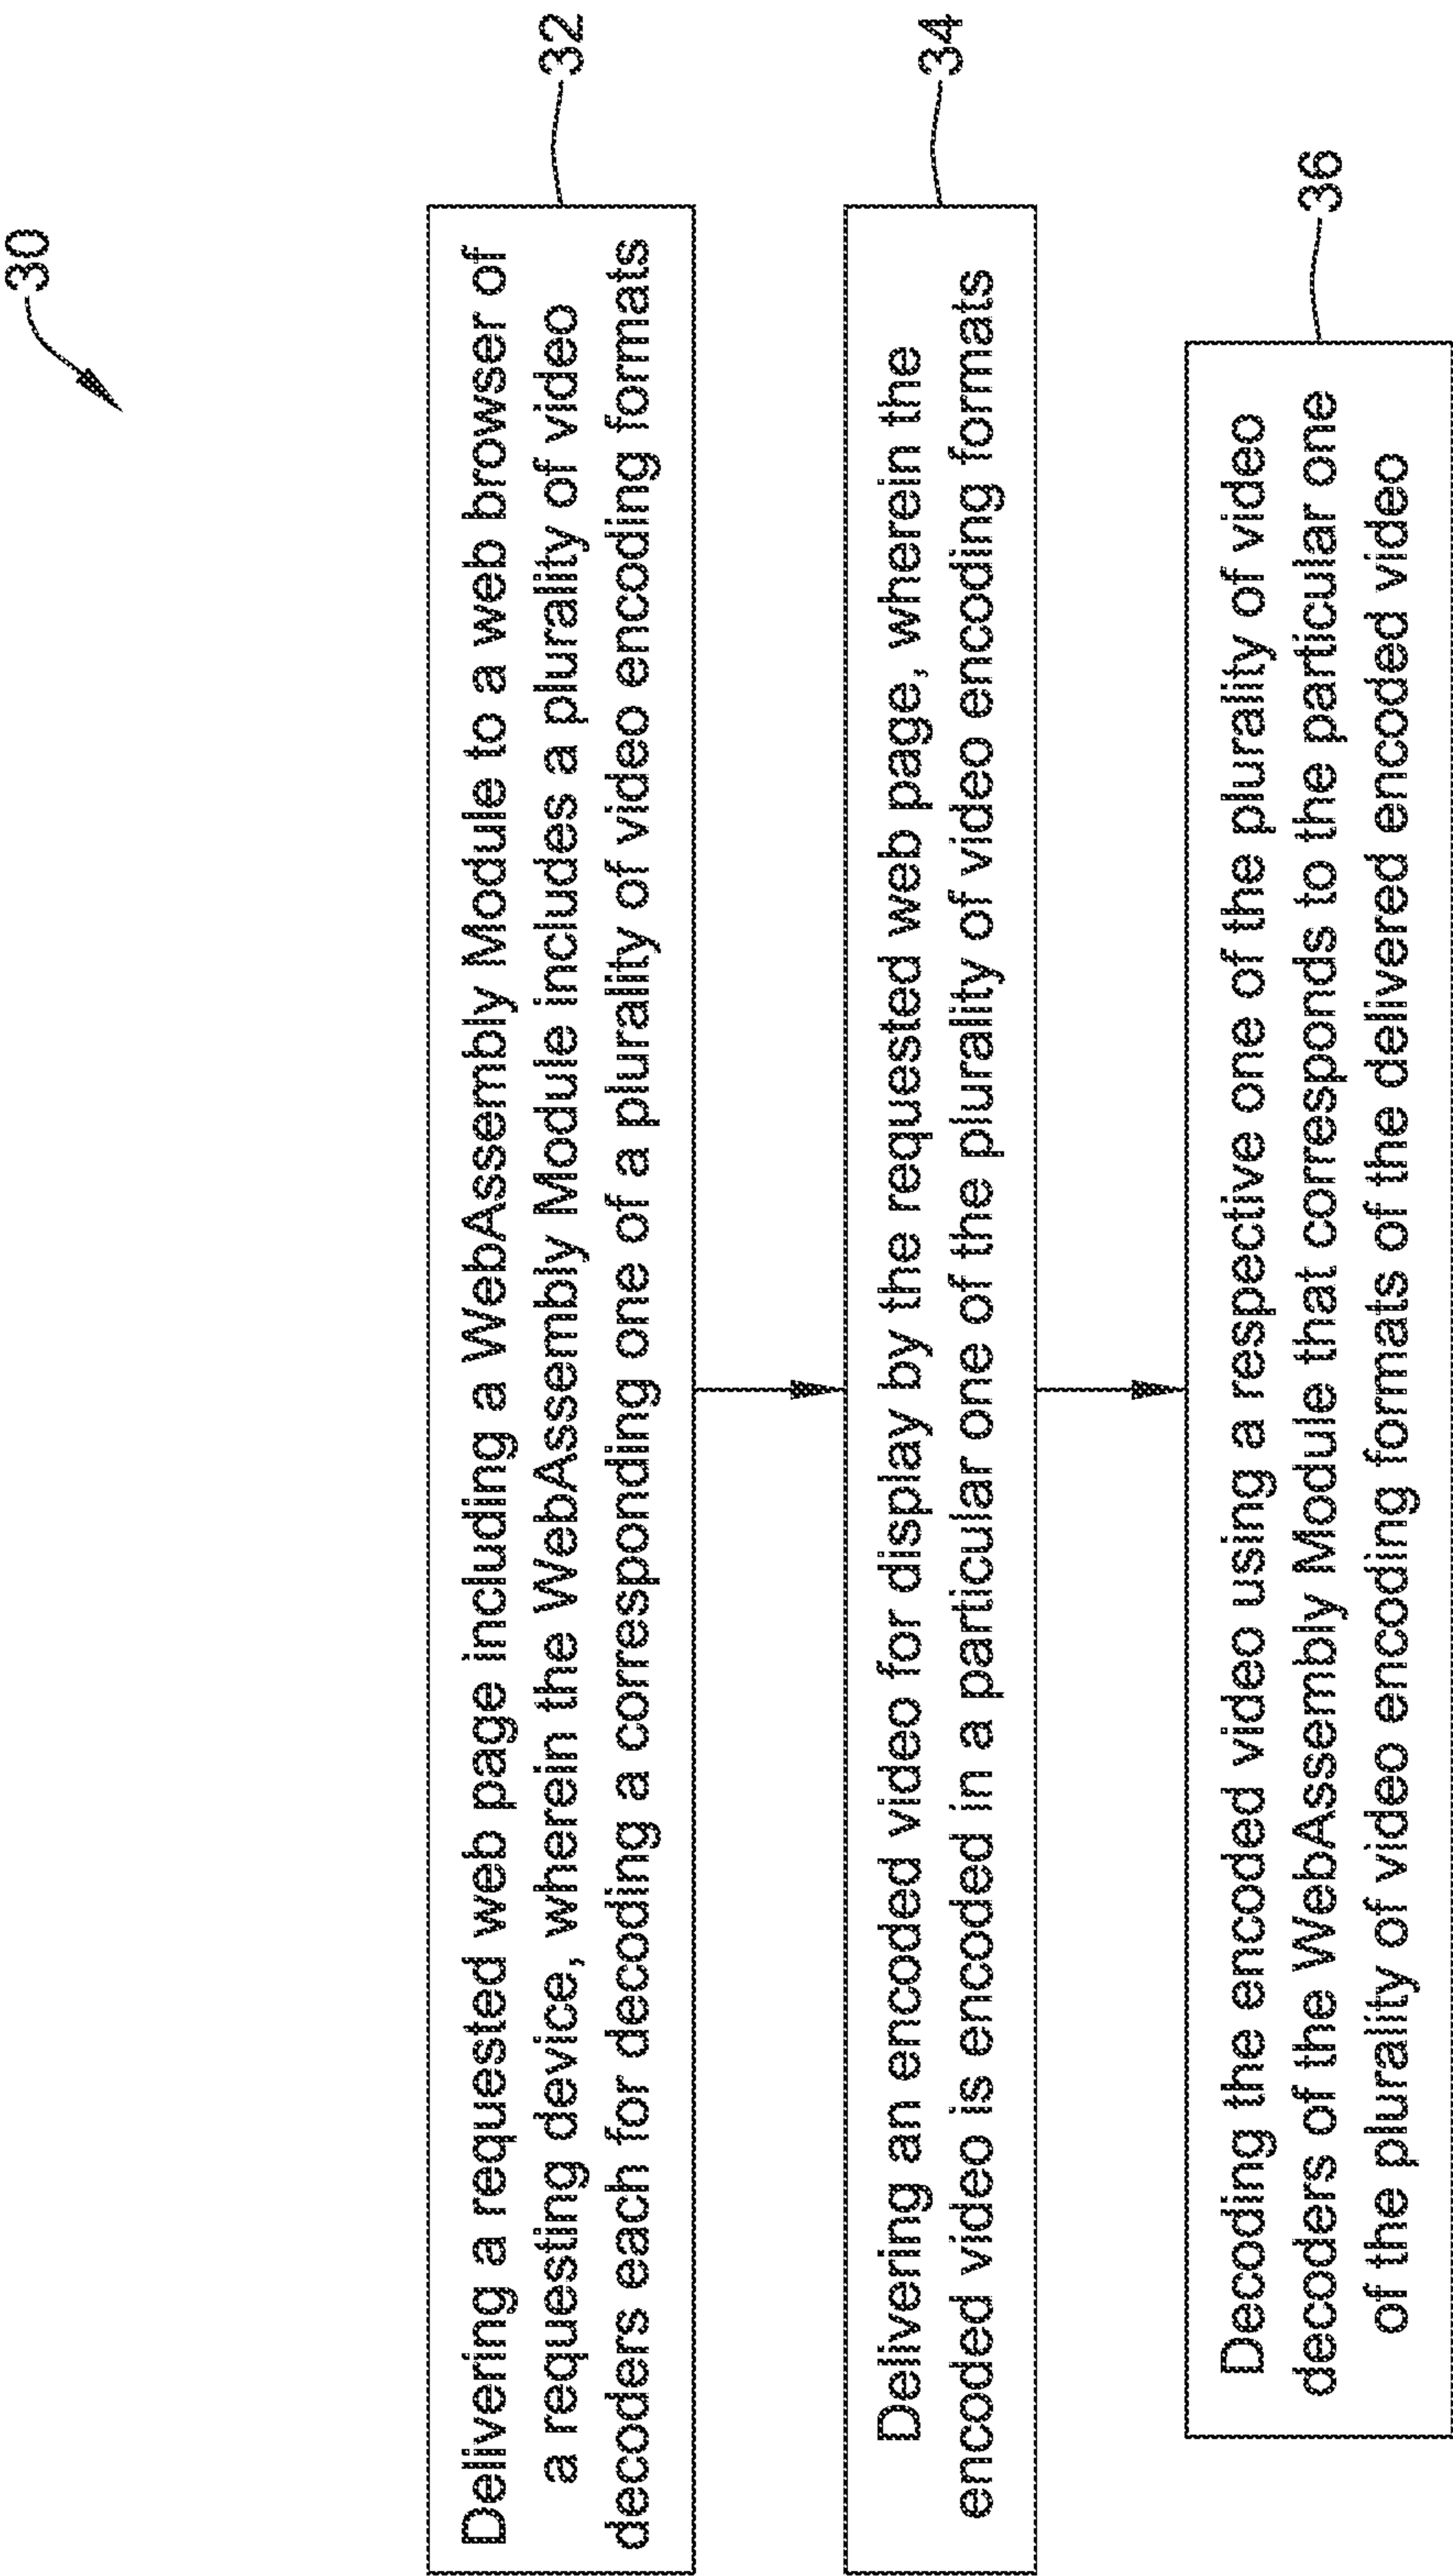 30
Delivering a requested web page including a WebAssembly Module to a web browser of
a requesting device, wherein the WebAssembly Module includes a plurality of video
decoders each for decoding a corresponding one of a plurality of video encoding formats
32
Delivering an encoded video for display by the requested web page, wherein the
encoded video is encoded in a particular one of the plurality of video encoding formats
34
Decoding the encoded video using a respective one of the plurality of video
decoders of the WebAssembly Module that corresponds to the particular one
of the plurality of video encoding formats of the delivered encoded video
36